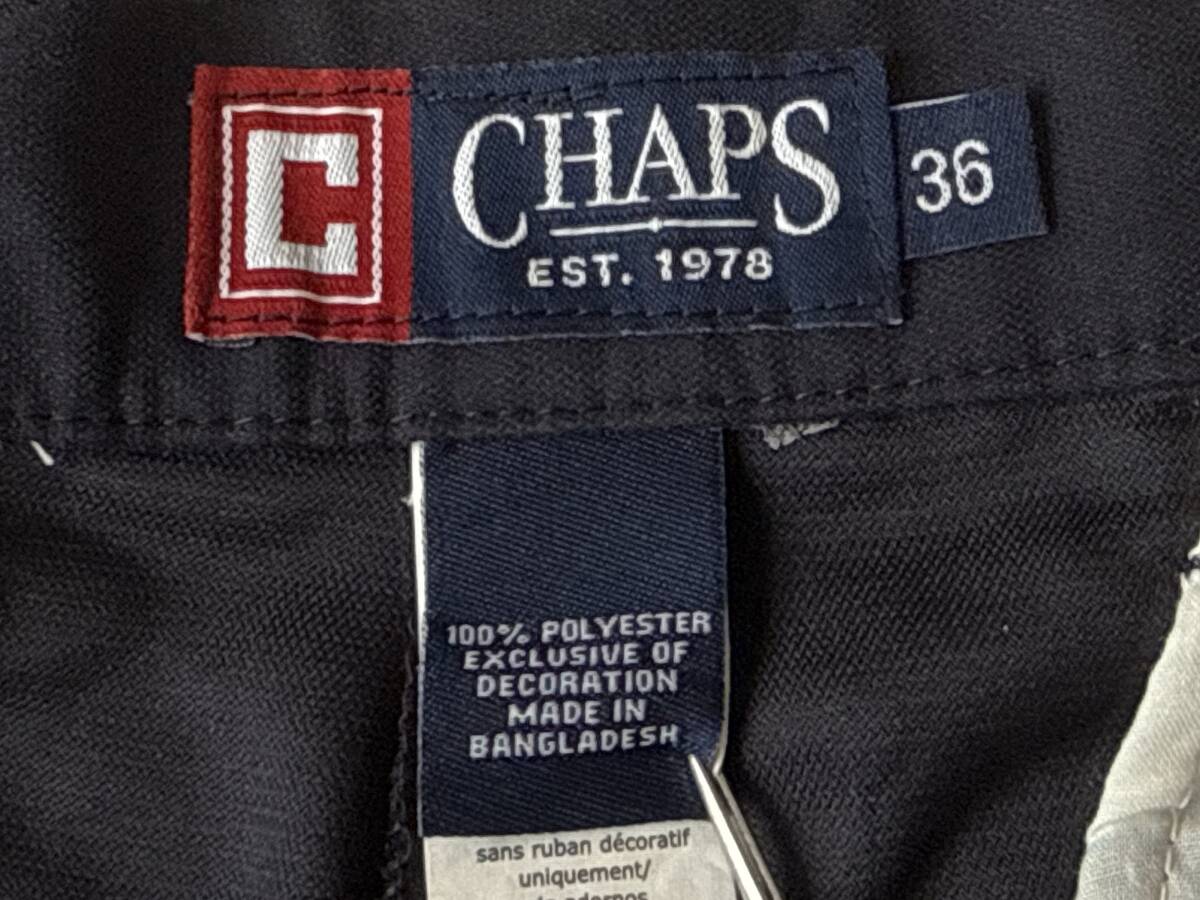 C
CHAPS
EST. 1978
36
100% POLYESTER
EXCLUSIVE OF
DECORATION
MADE IN
BANGLADESH
sans ruban décoratif
uniquement/